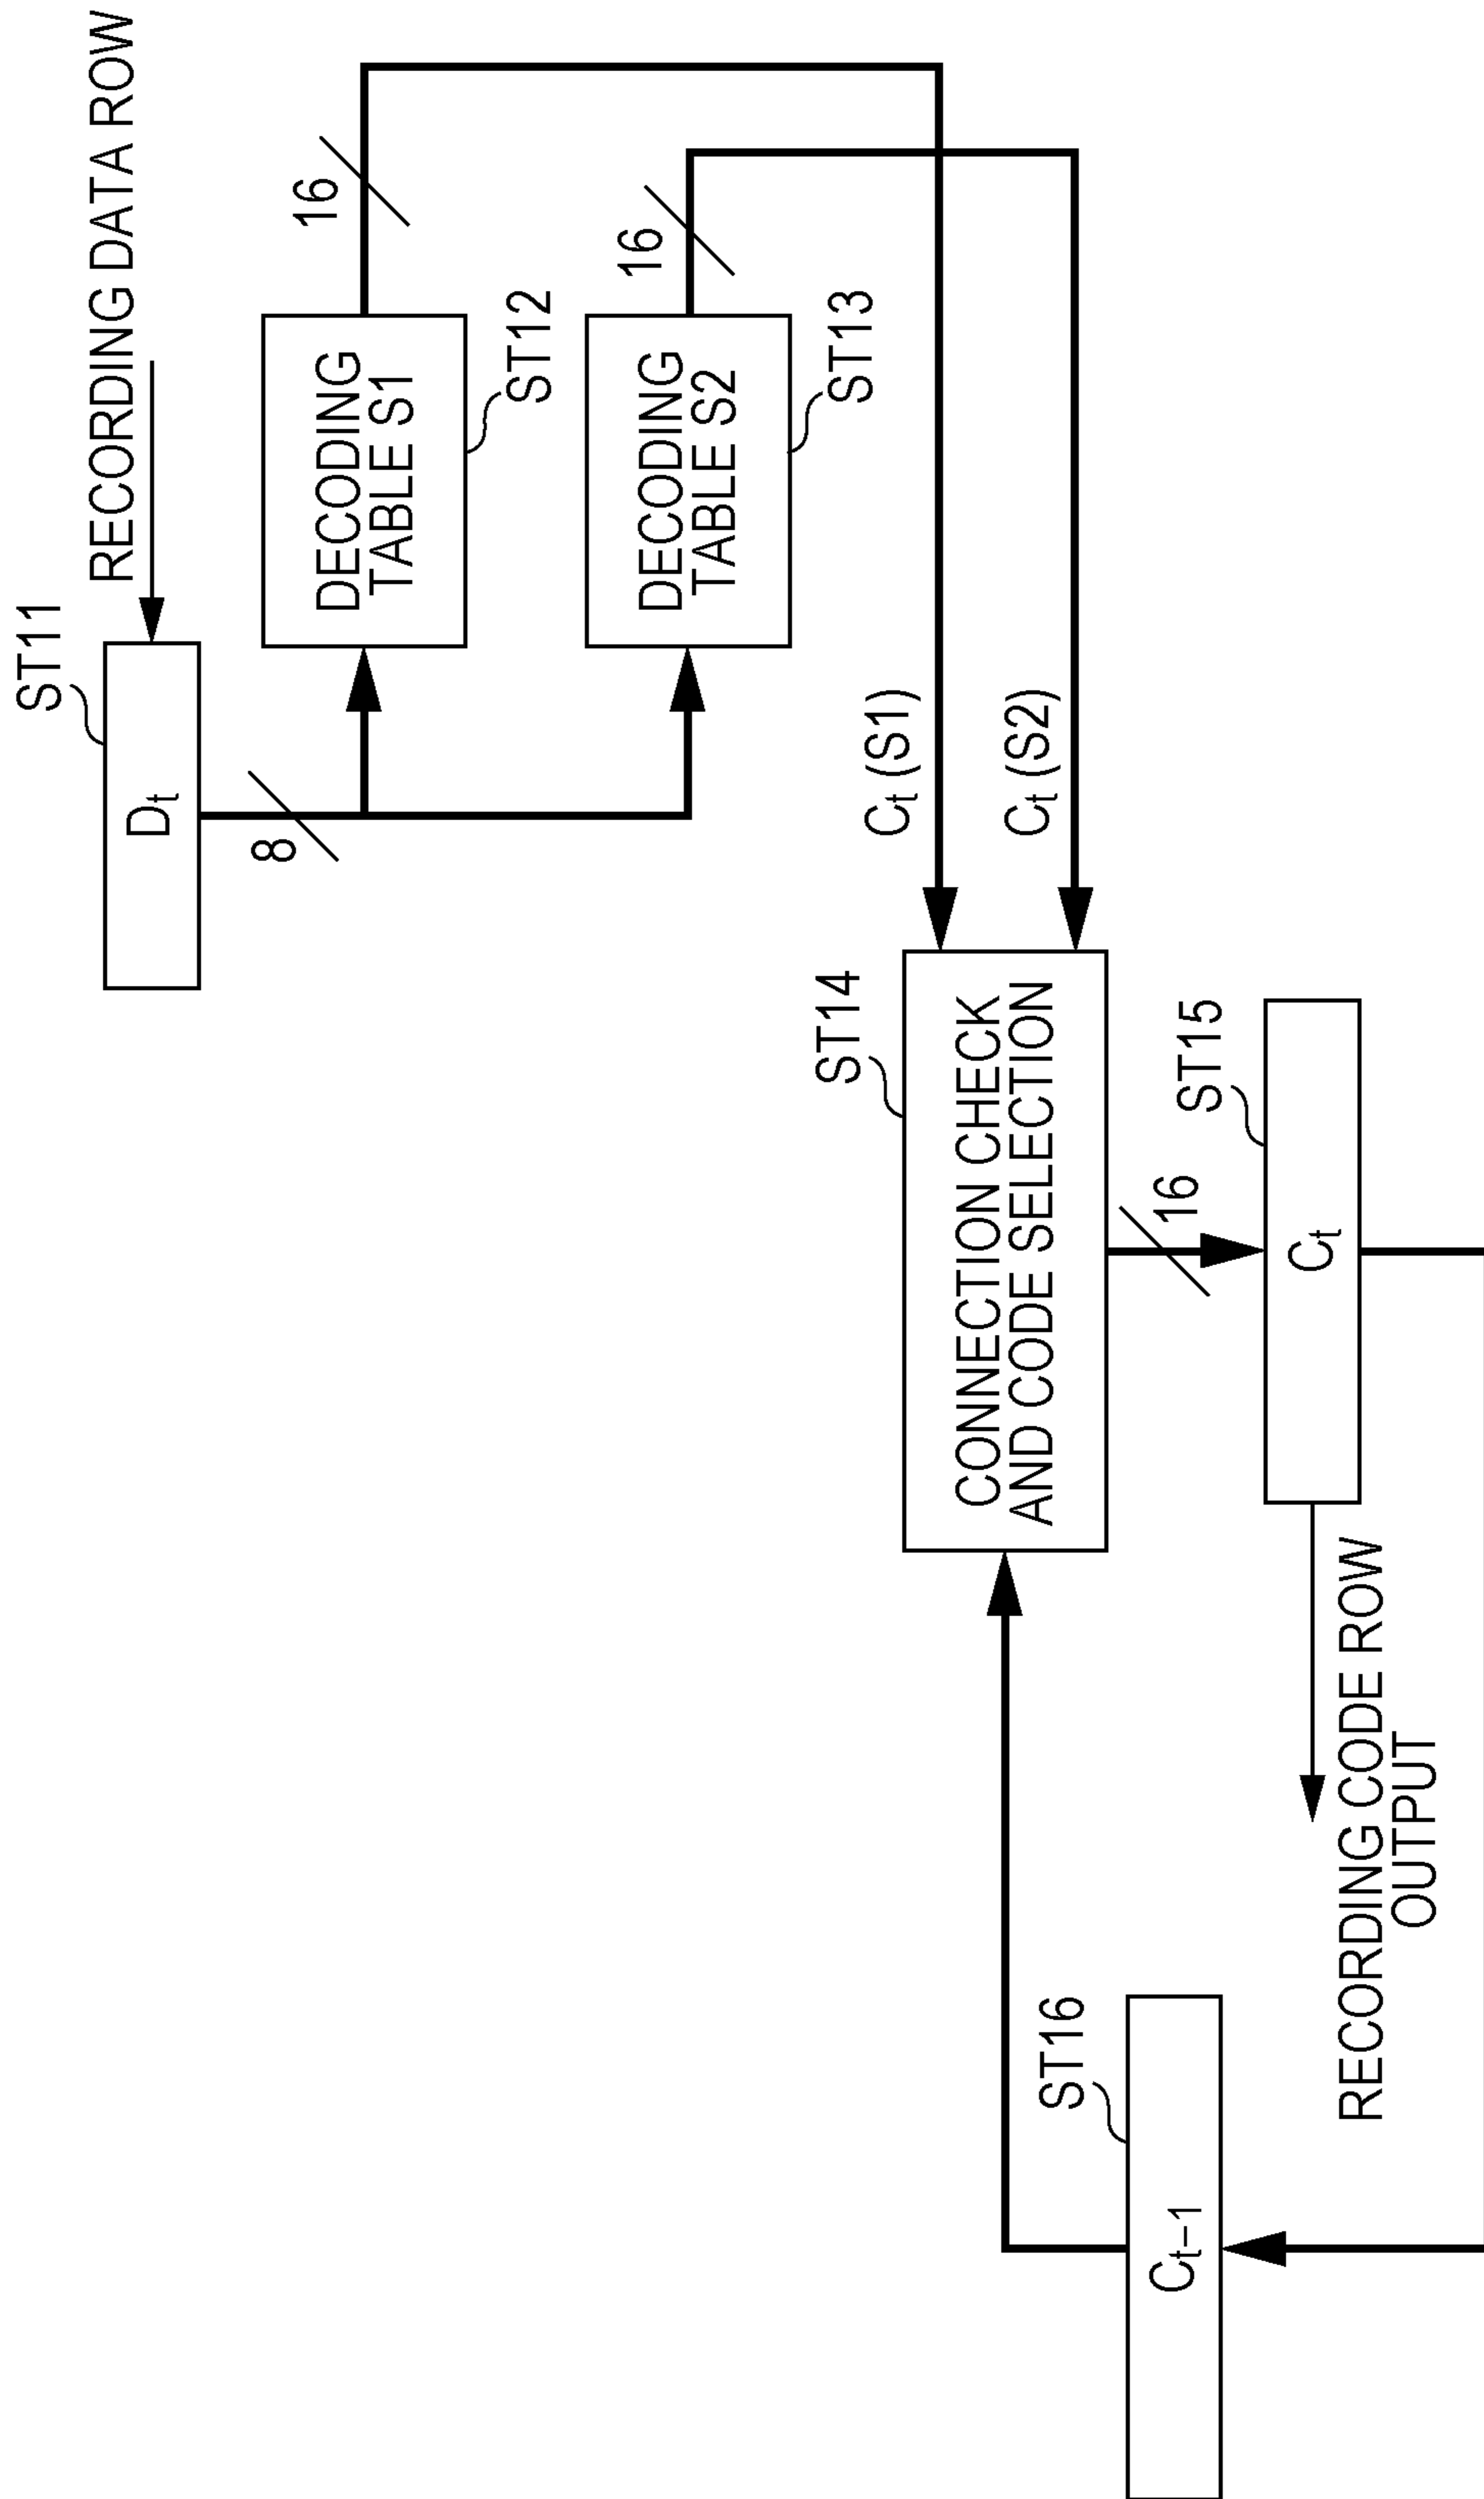 RECORDING DATA ROW
ST11
Dt
8
16
DECODING
TABLE S1
ST12
16
DECODING
TABLE S2
ST13
Ct (S1)
Ct (S2)
ST14
CONNECTION CHECK
AND CODE SELECTION
16
ST15
Ct
RECORDING CODE ROW
OUTPUT
ST16
Ct-1